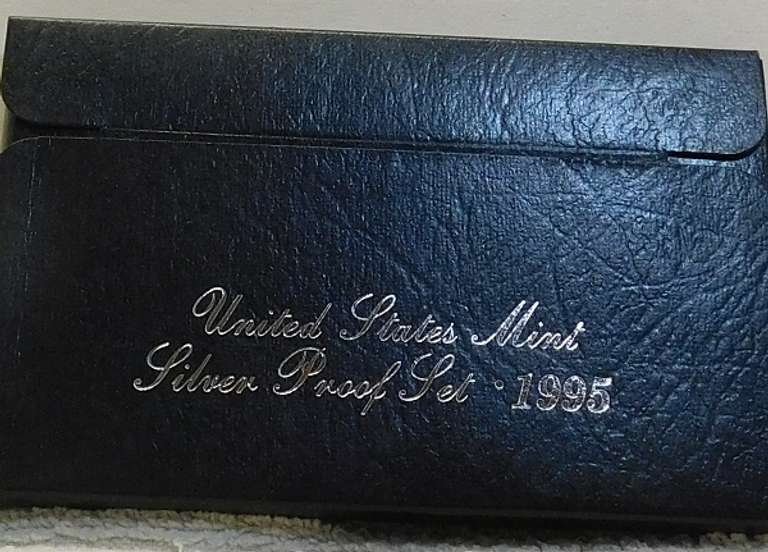 United States Mint
Silver Proof Set · 1995